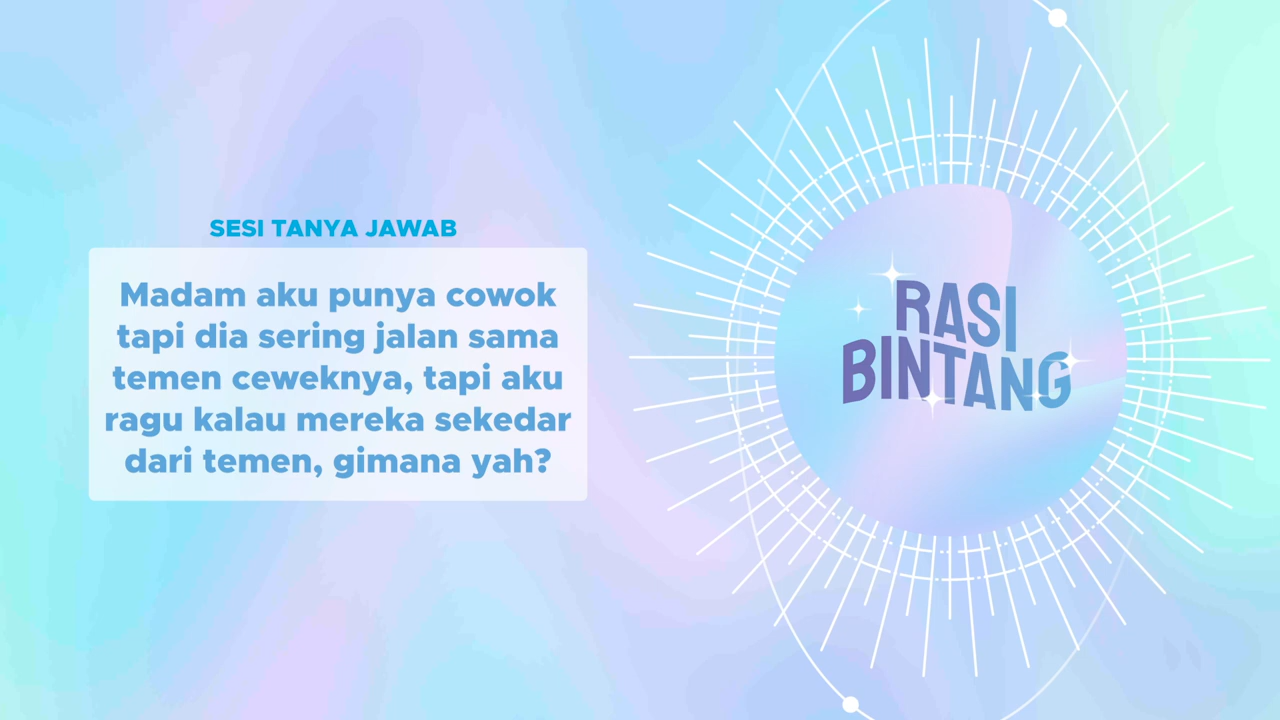 SESI TANYA JAWAB
Madam aku punya cowok
tapi dia sering jalan sama
temen ceweknya, tapi aku
ragu kalau mereka sekedar
dari temen, gimana yah?
RASI
BINTANG